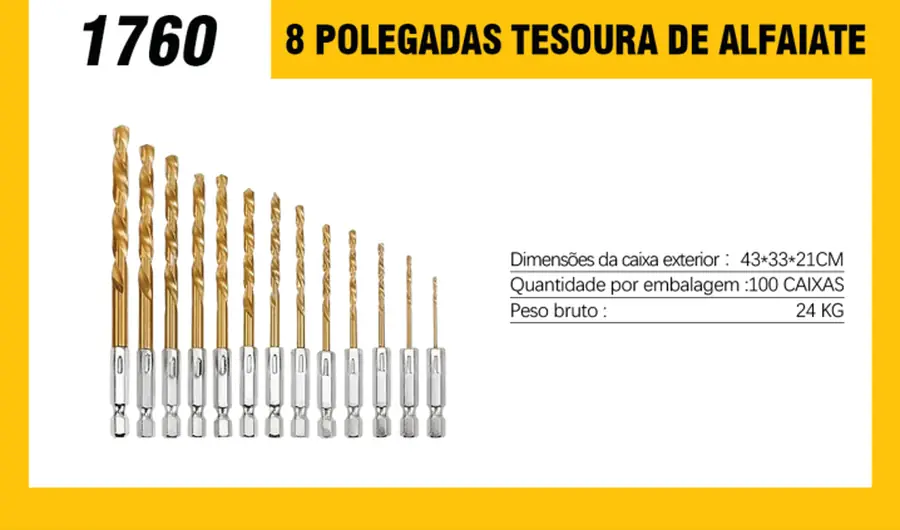 1760
8 POLEGADAS TESOURA DE ALFAIATE
Dimensões da caixa exterior : 43*33*21CM
Quantidade por embalagem :100 CAIXAS
Peso bruto : 24 KG